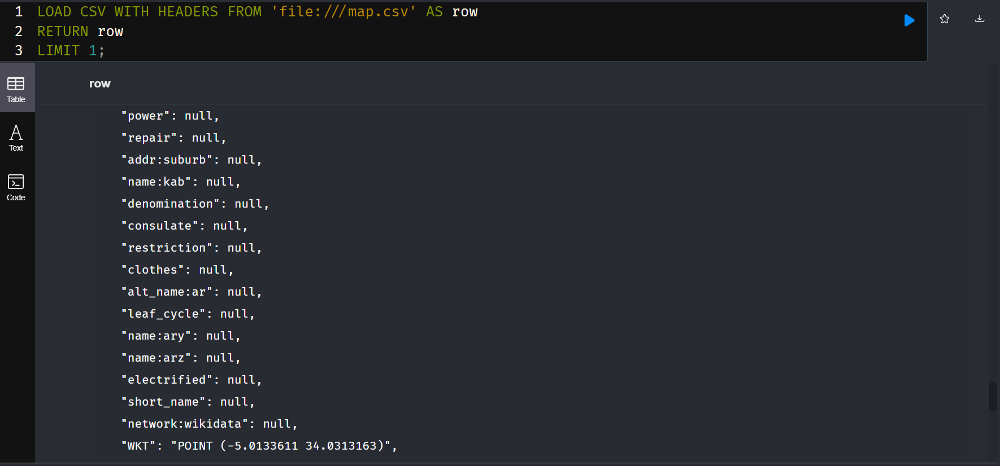 1 LOAD CSV WITH HEADERS FROM 'file:///map.csv' AS row
2 RETURN row
3 LIMIT 1;
row
Table
Text
Code
"power": null,
"repair": null,
"addr:suburb": null,
"name:kab": null,
"denomination": null,
"consulate": null,
"restriction": null,
"clothes": null,
"alt_name:ar": null,
"leaf_cycle": null,
"name:ary": null,
"name:arz": null,
"electrified": null,
"short_name": null,
"network:wikidata": null,
"WKT": "POINT (-5.0133611 34.0313163)",